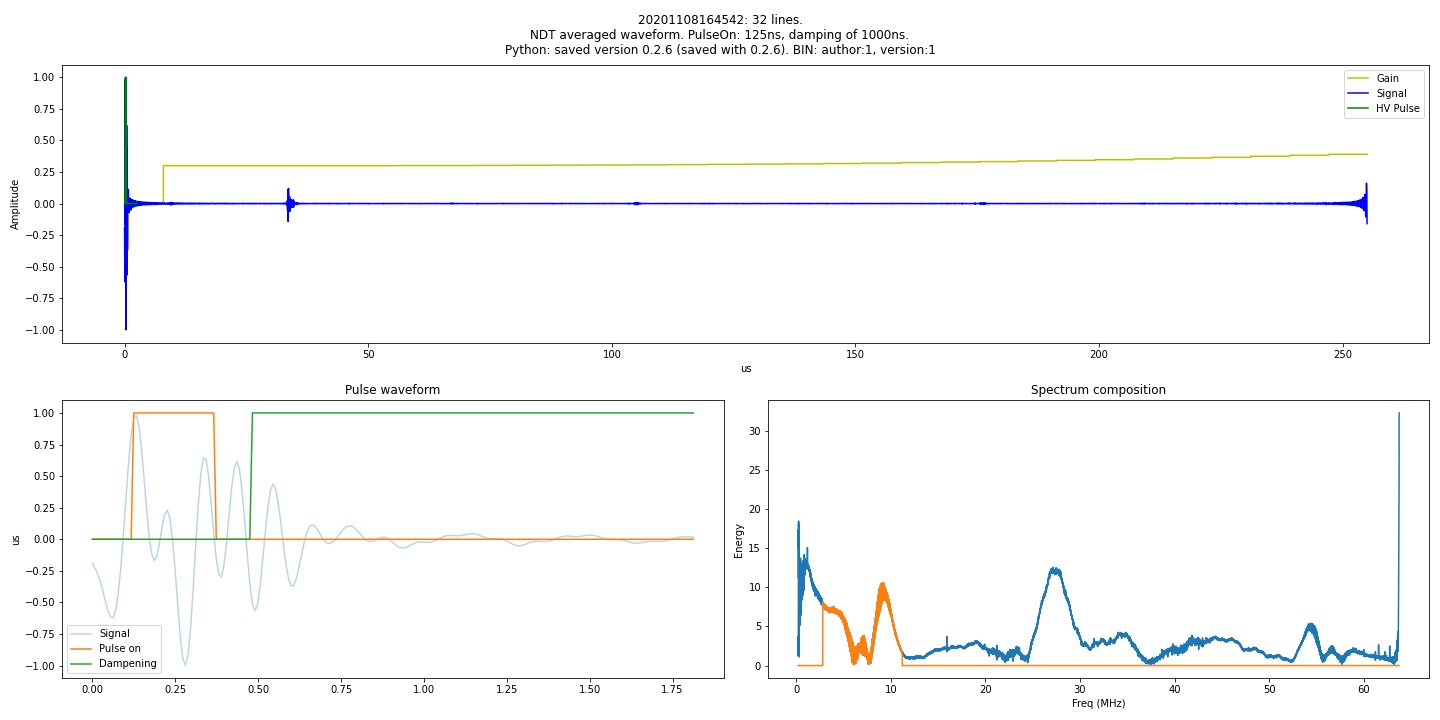 20201108164542: 32 lines.
NDT averaged waveform. PulseOn: 125ns, damping of 1000ns.
Python: saved version 0.2.6 (saved with 0.2.6). BIN: author:1, version:1
1.00
0.75
0.50
0.25
0.00
−0.25
−0.50
−0.75
−1.00
Amplitude
Gain
Signal
HV Pulse
0 50 100 150 200 250
us
Pulse waveform
1.00
0.75
0.50
0.25
0.00
−0.25
−0.50
−0.75
−1.00
us
Signal
Pulse on
Dampening
0.00 0.25 0.50 0.75 1.00 1.25 1.50 1.75
Spectrum composition
30
25
20
15
10
5
0
Energy
0 10 20 30 40 50 60
Freq (MHz)